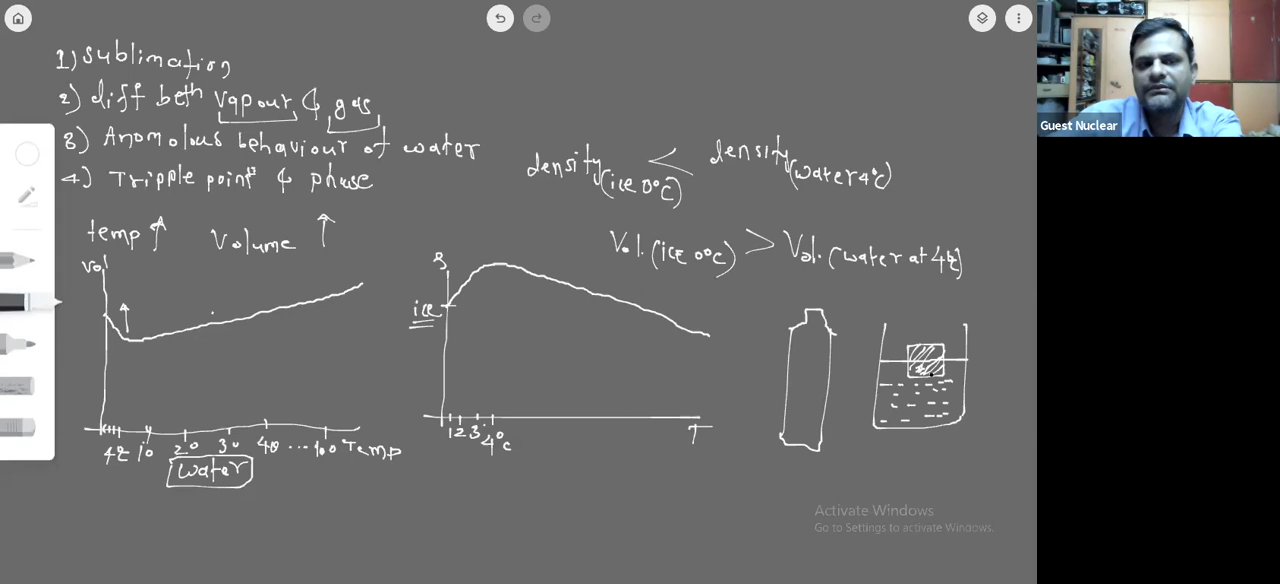 1) Sublimation
2) diff beth Vapour & gas
3) Anomolous behaviour of water
4) Tripple point & phase
density (ice 0°C) < density (water 4°C)
temp ↑ Volume ↑
Vol. (ice 0°C) > Vol. (water at 4°C)
Vol
ice
4°C 10 20 30 40 ... 100 Temp
water
1 2 3 4°C
T
Activate Windows
Go to Settings to activate Windows.
Guest Nuclear